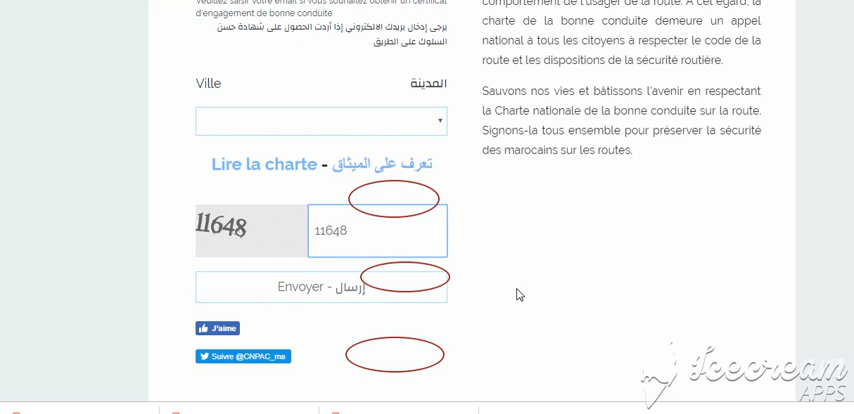 Veuillez saisir votre email si vous souhaitez obtenir un certificat
d'engagement de bonne conduite.
يرجى إدخال بريدك الالكتروني إذا أردت الحصول على شهادة حسن
السلوك على الطريق
Ville المدينة
Lire la charte - تعرف على الميثاق
11648 11648
Envoyer - إرسال
J'aime
Suivre @CNPAC_ma
comportement de l'usager de la route. A cet égard, la
charte de la bonne conduite demeure un appel
national à tous les citoyens à respecter le code de la
route et les dispositions de la sécurité routière.
Sauvons nos vies et bâtissons l'avenir en respectant
la Charte nationale de la bonne conduite sur la route.
Signons-la tous ensemble pour préserver la sécurité
des marocains sur les routes.
Icecream
APPS